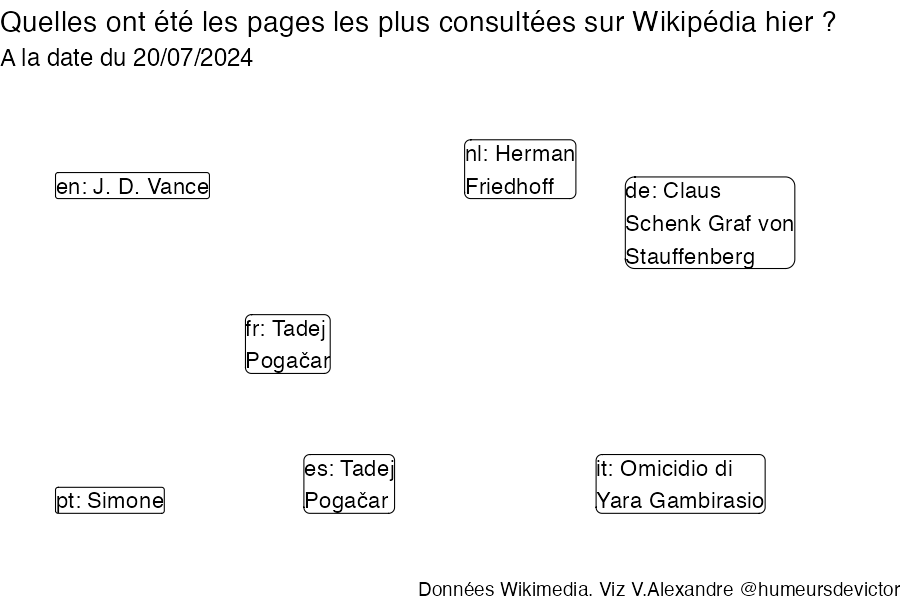 Quelles ont été les pages les plus consultées sur Wikipédia hier ?
A la date du 20/07/2024
nl: Herman
Friedhoff
en: J. D. Vance
de: Claus
Schenk Graf von
Stauffenberg
fr: Tadej
Pogačar
es: Tadej
Pogačar
it: Omicidio di
Yara Gambirasio
pt: Simone
Données Wikimedia. Viz V.Alexandre @humeursdevictor